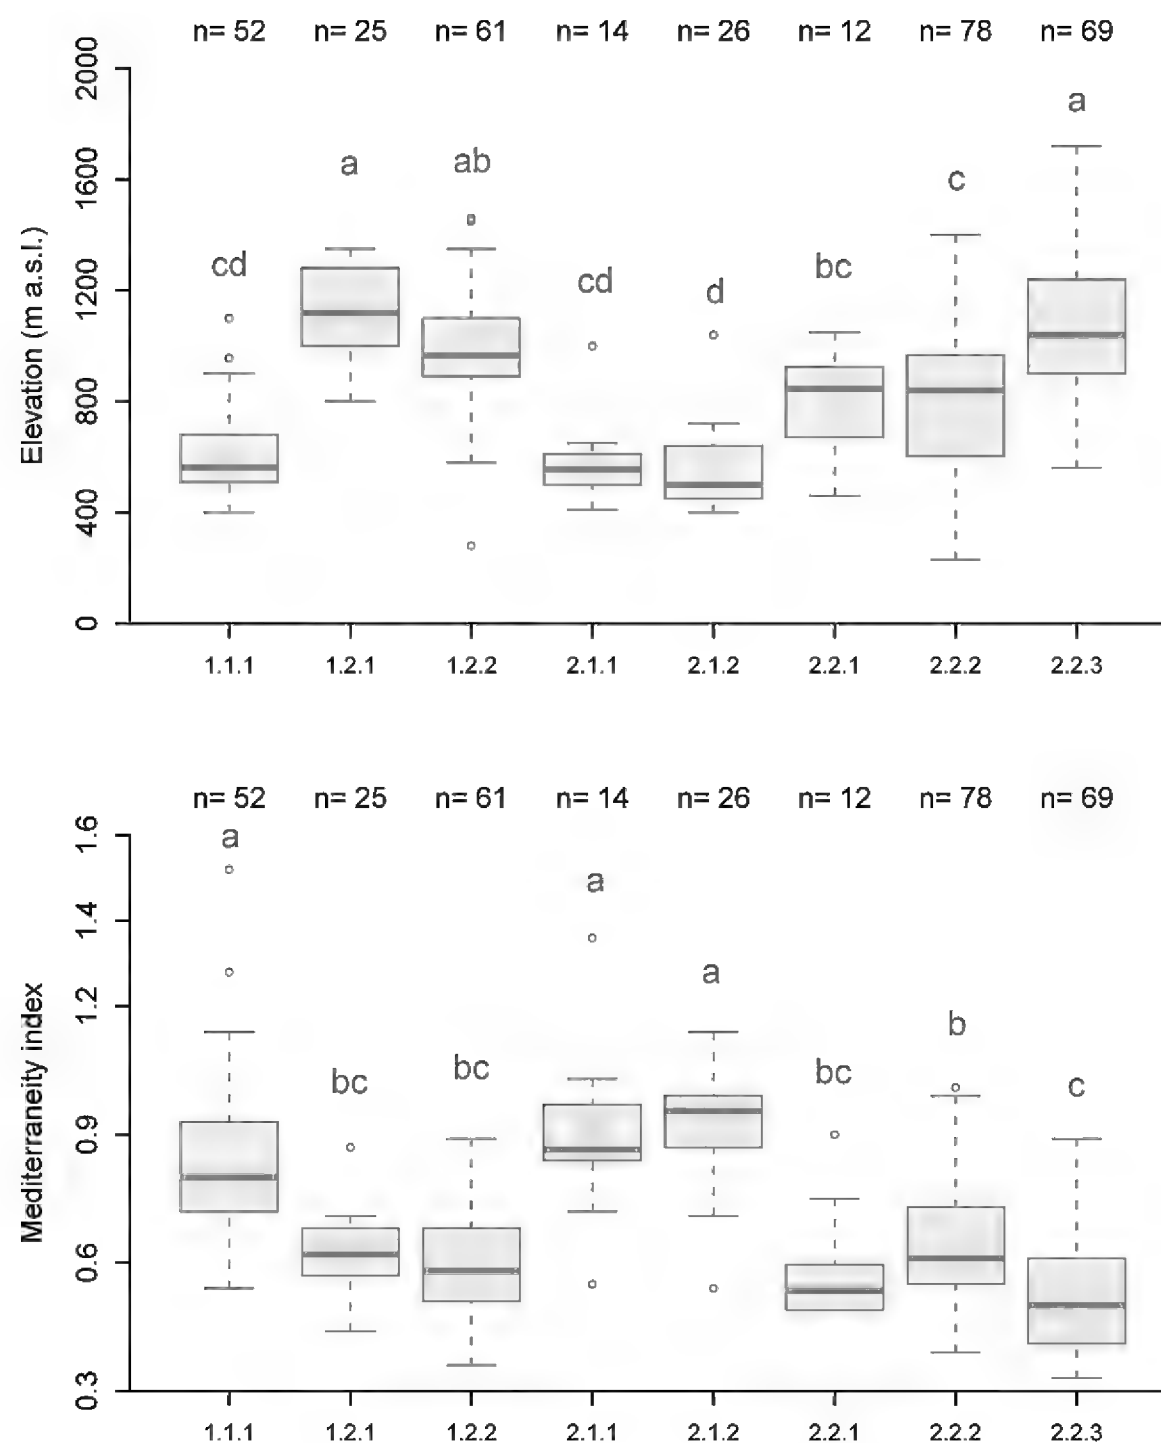 n= 52 n= 25 n= 61 n= 14 n= 26 n= 12 n= 78 n= 69
2000
1600
1200
800
400
0
Elevation (m a.s.l.)
cd a ab cd d bc c a
1.1.1 1.2.1 1.2.2 2.1.1 2.1.2 2.2.1 2.2.2 2.2.3
n= 52 n= 25 n= 61 n= 14 n= 26 n= 12 n= 78 n= 69
1.6
1.4
1.2
0.9
0.6
0.3
Mediterraneity index
a bc bc a a bc b c
1.1.1 1.2.1 1.2.2 2.1.1 2.1.2 2.2.1 2.2.2 2.2.3